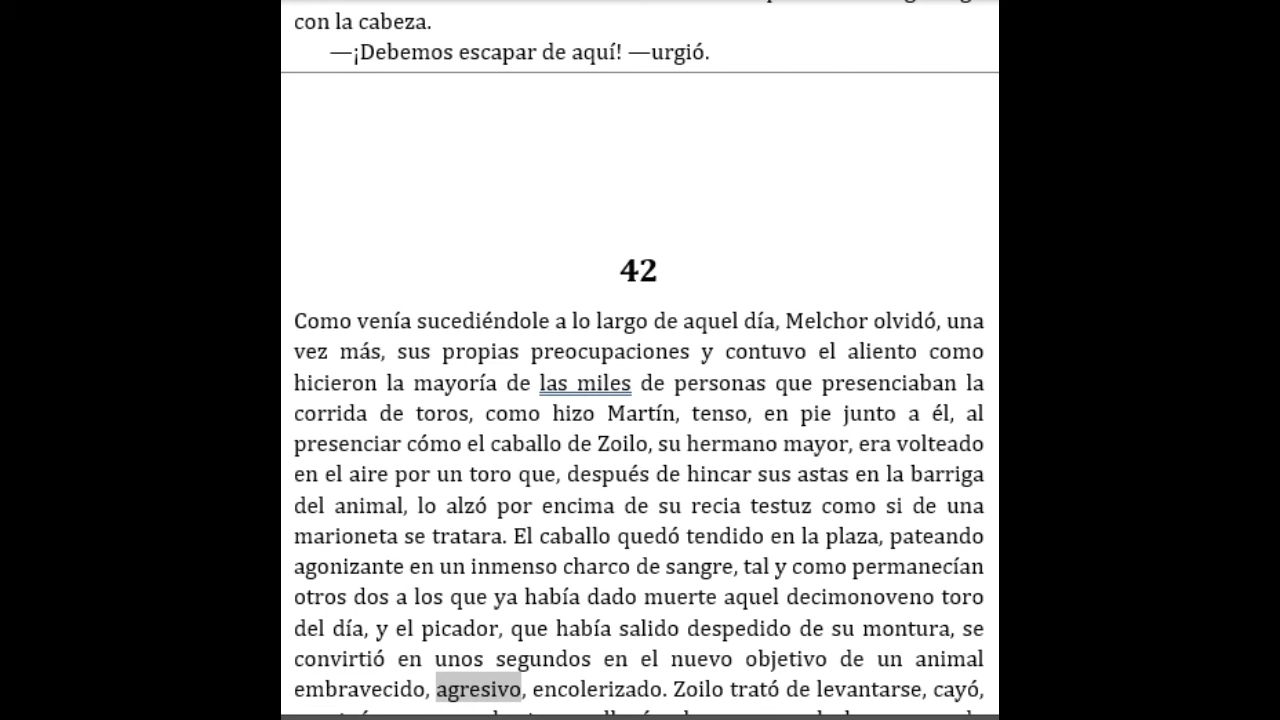 con la cabeza.
—¡Debemos escapar de aquí! —urgió.
42
Como venía sucediéndole a lo largo de aquel día, Melchor olvidó, una
vez más, sus propias preocupaciones y contuvo el aliento como
hicieron la mayoría de las miles de personas que presenciaban la
corrida de toros, como hizo Martín, tenso, en pie junto a él, al
presenciar cómo el caballo de Zoilo, su hermano mayor, era volteado
en el aire por un toro que, después de hincar sus astas en la barriga
del animal, lo alzó por encima de su recia testuz como si de una
marioneta se tratara. El caballo quedó tendido en la plaza, pateando
agonizante en un inmenso charco de sangre, tal y como permanecían
otros dos a los que ya había dado muerte aquel decimonoveno toro
del día, y el picador, que había salido despedido de su montura, se
convirtió en unos segundos en el nuevo objetivo de un animal
embravecido, agresivo, encolerizado. Zoilo trató de levantarse, cayó,